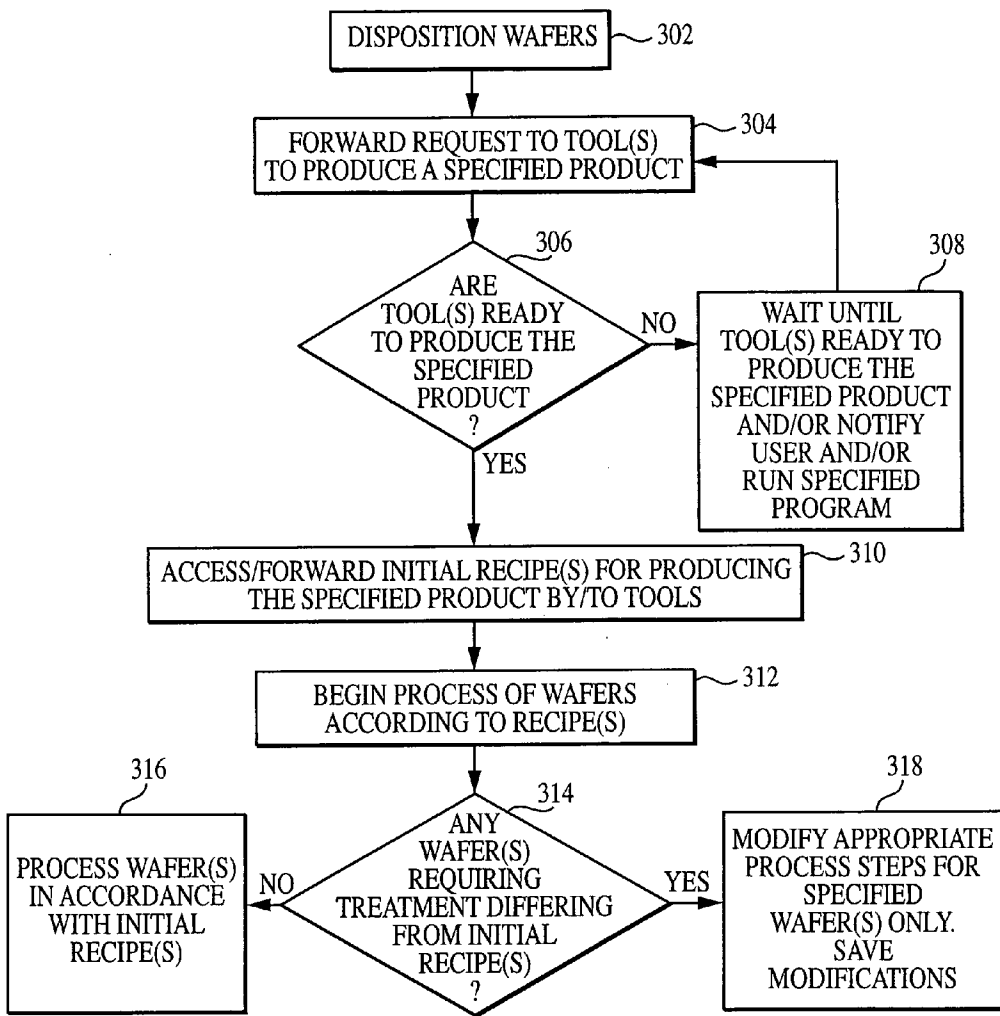 DISPOSITION WAFERS
302
FORWARD REQUEST TO TOOL(S)
TO PRODUCE A SPECIFIED PRODUCT
304
306
ARE
TOOL(S) READY
TO PRODUCE THE
SPECIFIED
PRODUCT
?
NO
YES
308
WAIT UNTIL
TOOL(S) READY TO
PRODUCE THE
SPECIFIED PRODUCT
AND/OR NOTIFY
USER AND/OR
RUN SPECIFIED
PROGRAM
ACCESS/FORWARD INITIAL RECIPE(S) FOR PRODUCING
THE SPECIFIED PRODUCT BY/TO TOOLS
310
BEGIN PROCESS OF WAFERS
ACCORDING TO RECIPE(S)
312
314
ANY
WAFER(S)
REQUIRING
TREATMENT DIFFERING
FROM INITIAL
RECIPE(S)
?
NO
YES
316
PROCESS WAFER(S)
IN ACCORDANCE
WITH INITIAL
RECIPE(S)
318
MODIFY APPROPRIATE
PROCESS STEPS FOR
SPECIFIED
WAFER(S) ONLY.
SAVE
MODIFICATIONS